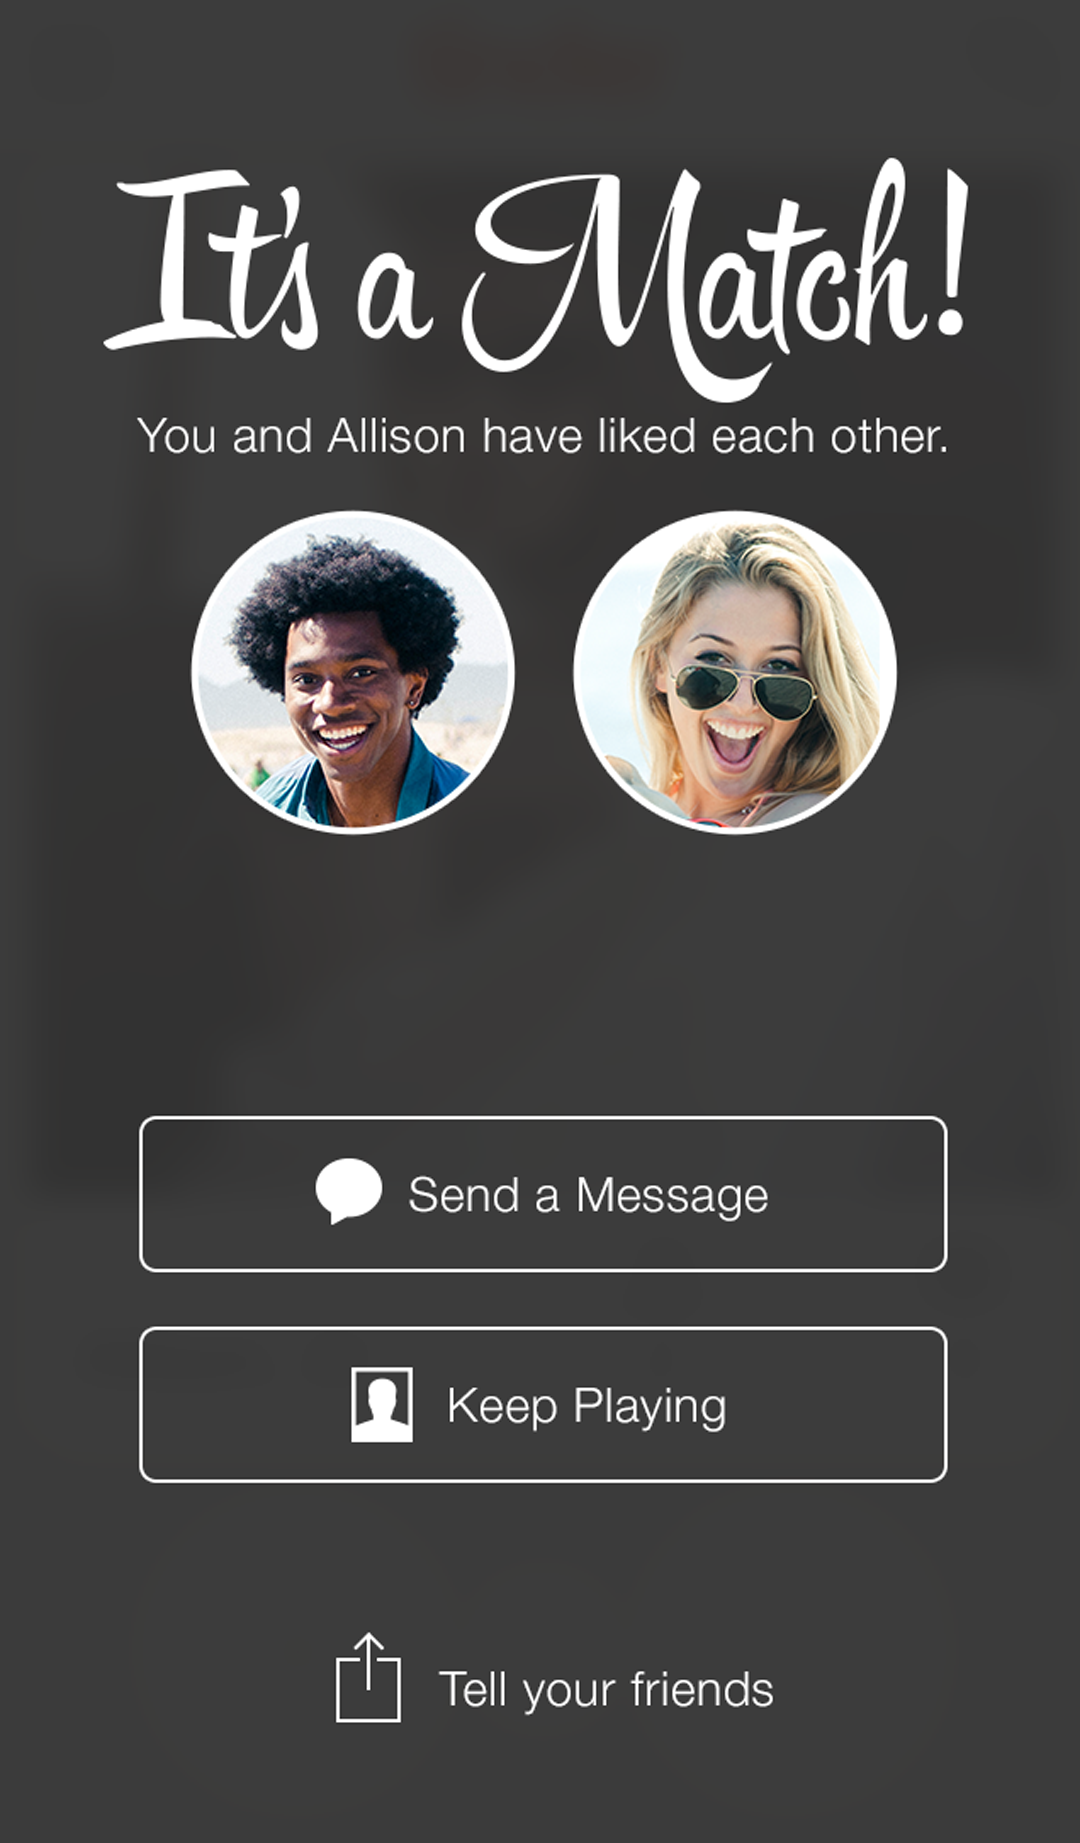 It's a Match!
You and Allison have liked each other.
Send a Message
Keep Playing
Tell your friends